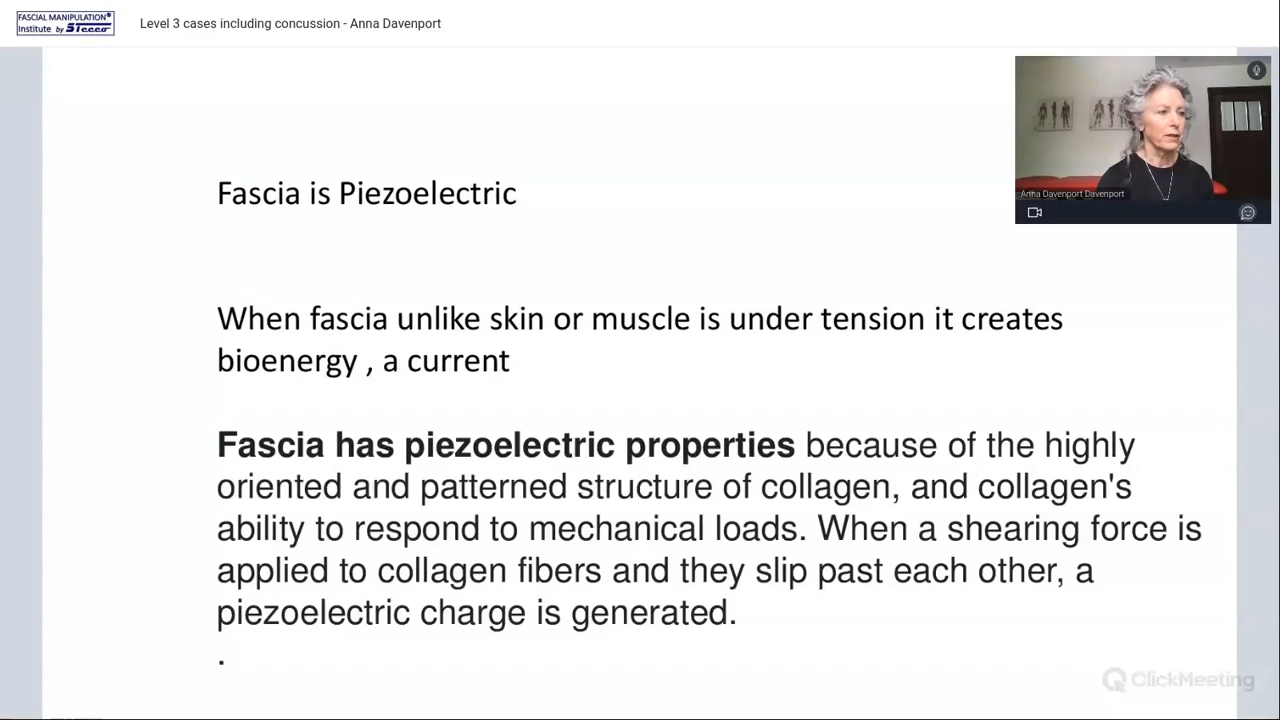 FASCIAL MANIPULATION®
Institute by Stecco
Level 3 cases including concussion - Anna Davenport
Anna Davenport Davenport
Fascia is Piezoelectric
When fascia unlike skin or muscle is under tension it creates
bioenergy , a current
Fascia has piezoelectric properties because of the highly
oriented and patterned structure of collagen, and collagen's
ability to respond to mechanical loads. When a shearing force is
applied to collagen fibers and they slip past each other, a
piezoelectric charge is generated.
.
ClickMeeting